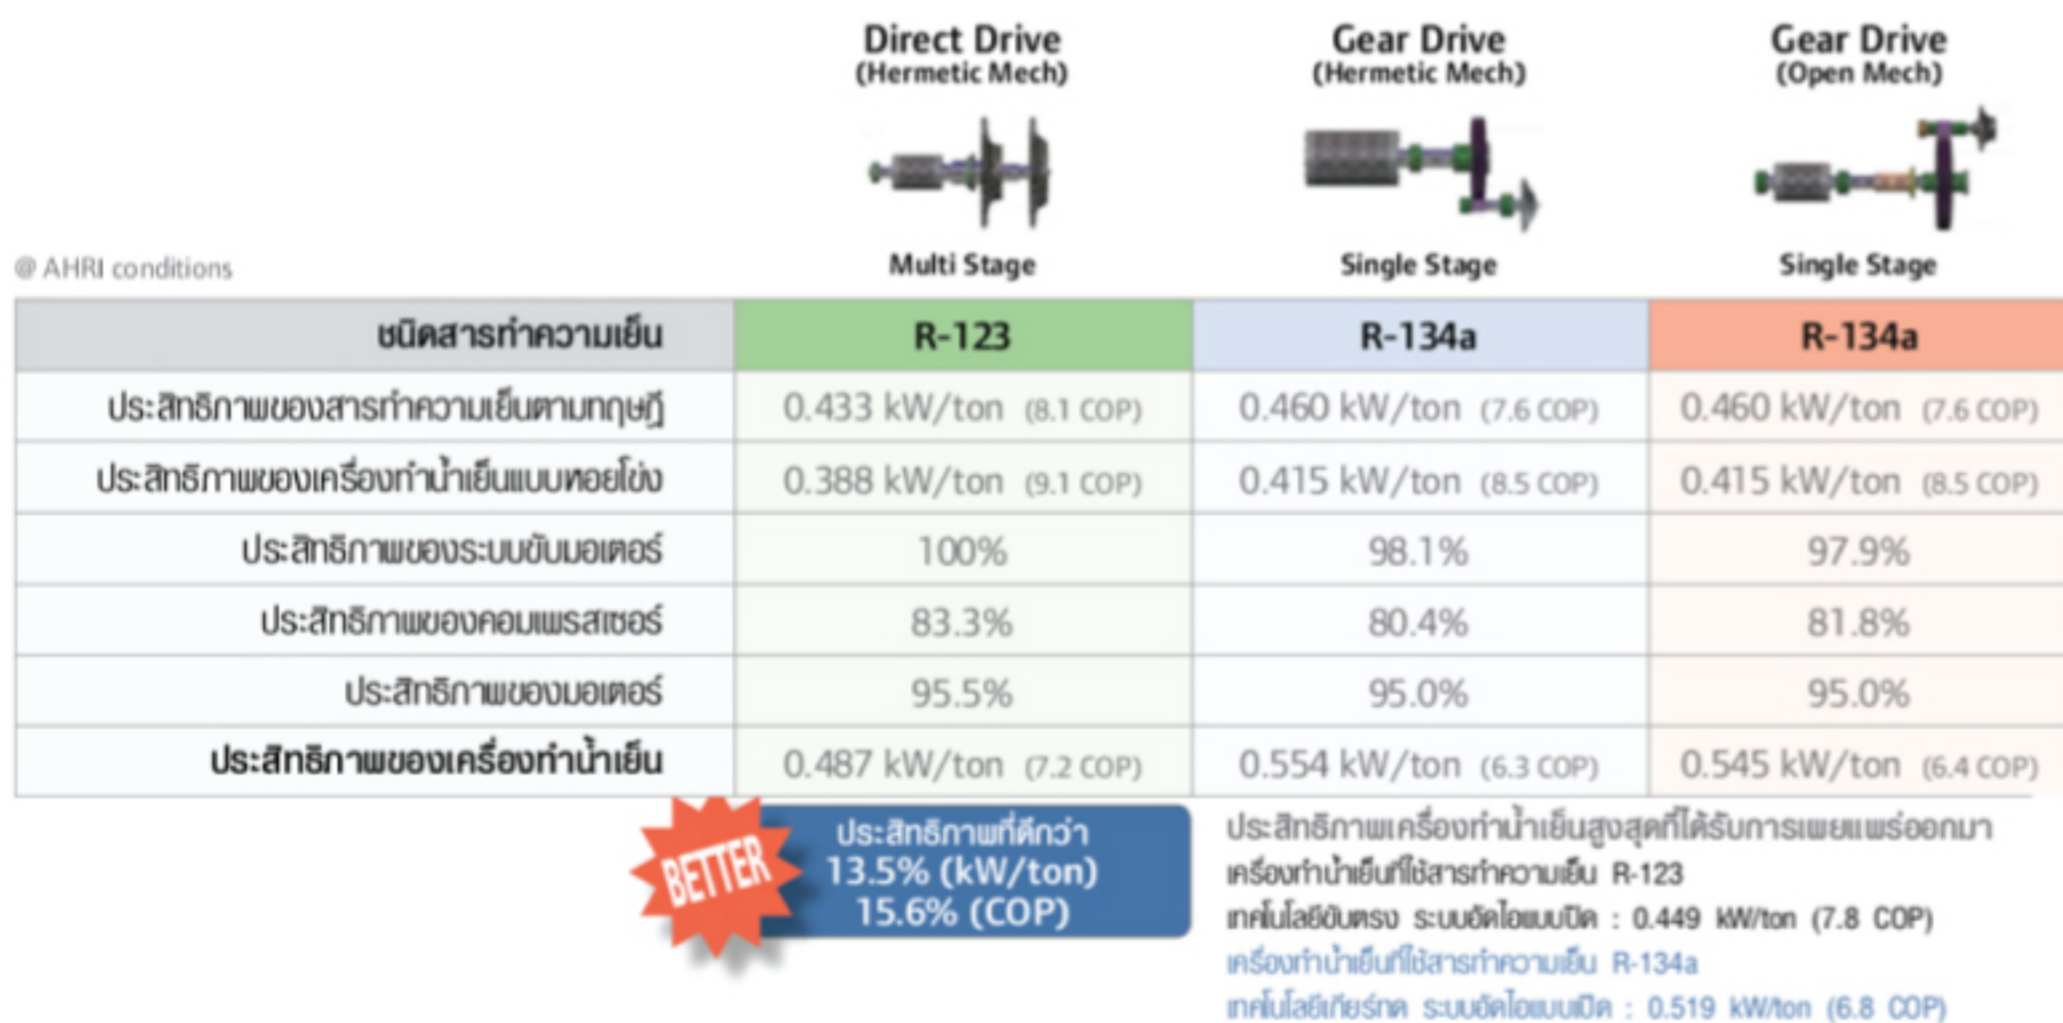 Direct Drive Gear Drive Gear Drive
(Hermetic Mech) (Hermetic Mech) (Open Mech)
@ AHRI conditions Multi Stage Single Stage Single Stage
ชนิดสารทำความเย็น R-123 R-134a R-134a
ประสิทธิภาพของสารทำความเย็นตามทฤษฎี 0.433 kW/ton (8.1 COP) 0.460 kW/ton (7.6 COP) 0.460 kW/ton (7.6 COP)
ประสิทธิภาพของเครื่องทำน้ำเย็นแบบหอยโข่ง 0.388 kW/ton (9.1 COP) 0.415 kW/ton (8.5 COP) 0.415 kW/ton (8.5 COP)
ประสิทธิภาพของระบบขับมอเตอร์ 100% 98.1% 97.9%
ประสิทธิภาพของคอมเพรสเซอร์ 83.3% 80.4% 81.8%
ประสิทธิภาพของมอเตอร์ 95.5% 95.0% 95.0%
ประสิทธิภาพของเครื่องทำน้ำเย็น 0.487 kW/ton (7.2 COP) 0.554 kW/ton (6.3 COP) 0.545 kW/ton (6.4 COP)
BETTER
ประสิทธิภาพที่ดีกว่า
13.5% (kW/ton)
15.6% (COP)
ประสิทธิภาพเครื่องทำน้ำเย็นสูงสุดที่ได้รับการเผยแพร่ออกมา
เครื่องทำน้ำเย็นที่ใช้สารทำความเย็น R-123
เทคโนโลยีขับตรง ระบบอัดไอแบบปิด : 0.449 kW/ton (7.8 COP)
เครื่องทำน้ำเย็นที่ใช้สารทำความเย็น R-134a
เทคโนโลยีเกียร์ทด ระบบอัดไอแบบเปิด : 0.519 kW/ton (6.8 COP)